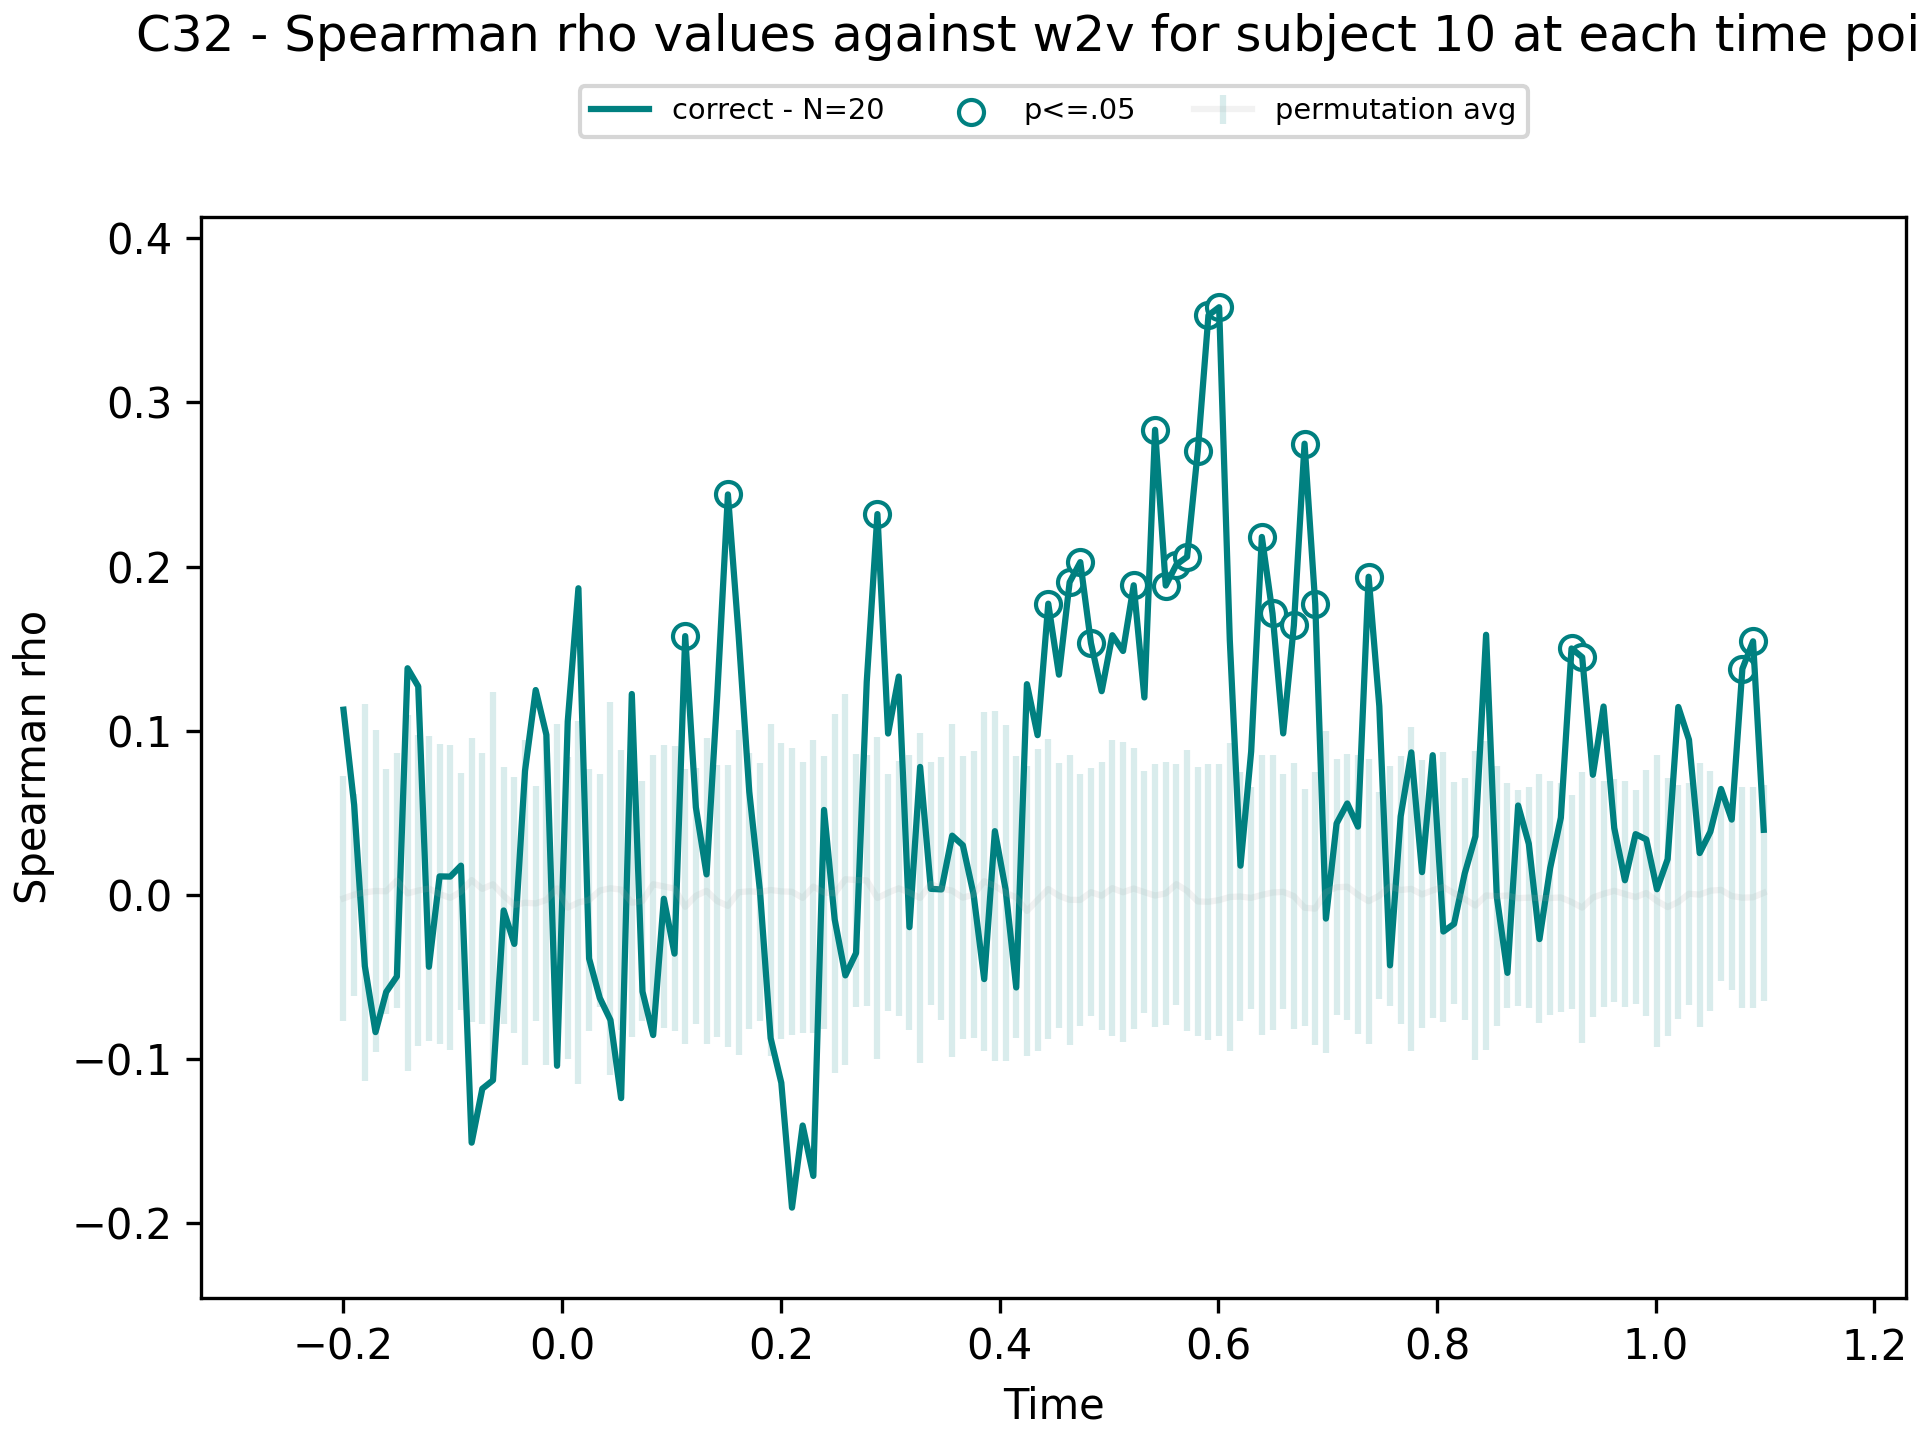 C32 - Spearman rho values against w2v for subject 10 at each time poi
correct - N=20 p<=.05 permutation avg
0.4
0.3
0.2
0.1
0.0
−0.1
−0.2
Spearman rho
−0.2 0.0 0.2 0.4 0.6 0.8 1.0 1.2
Time